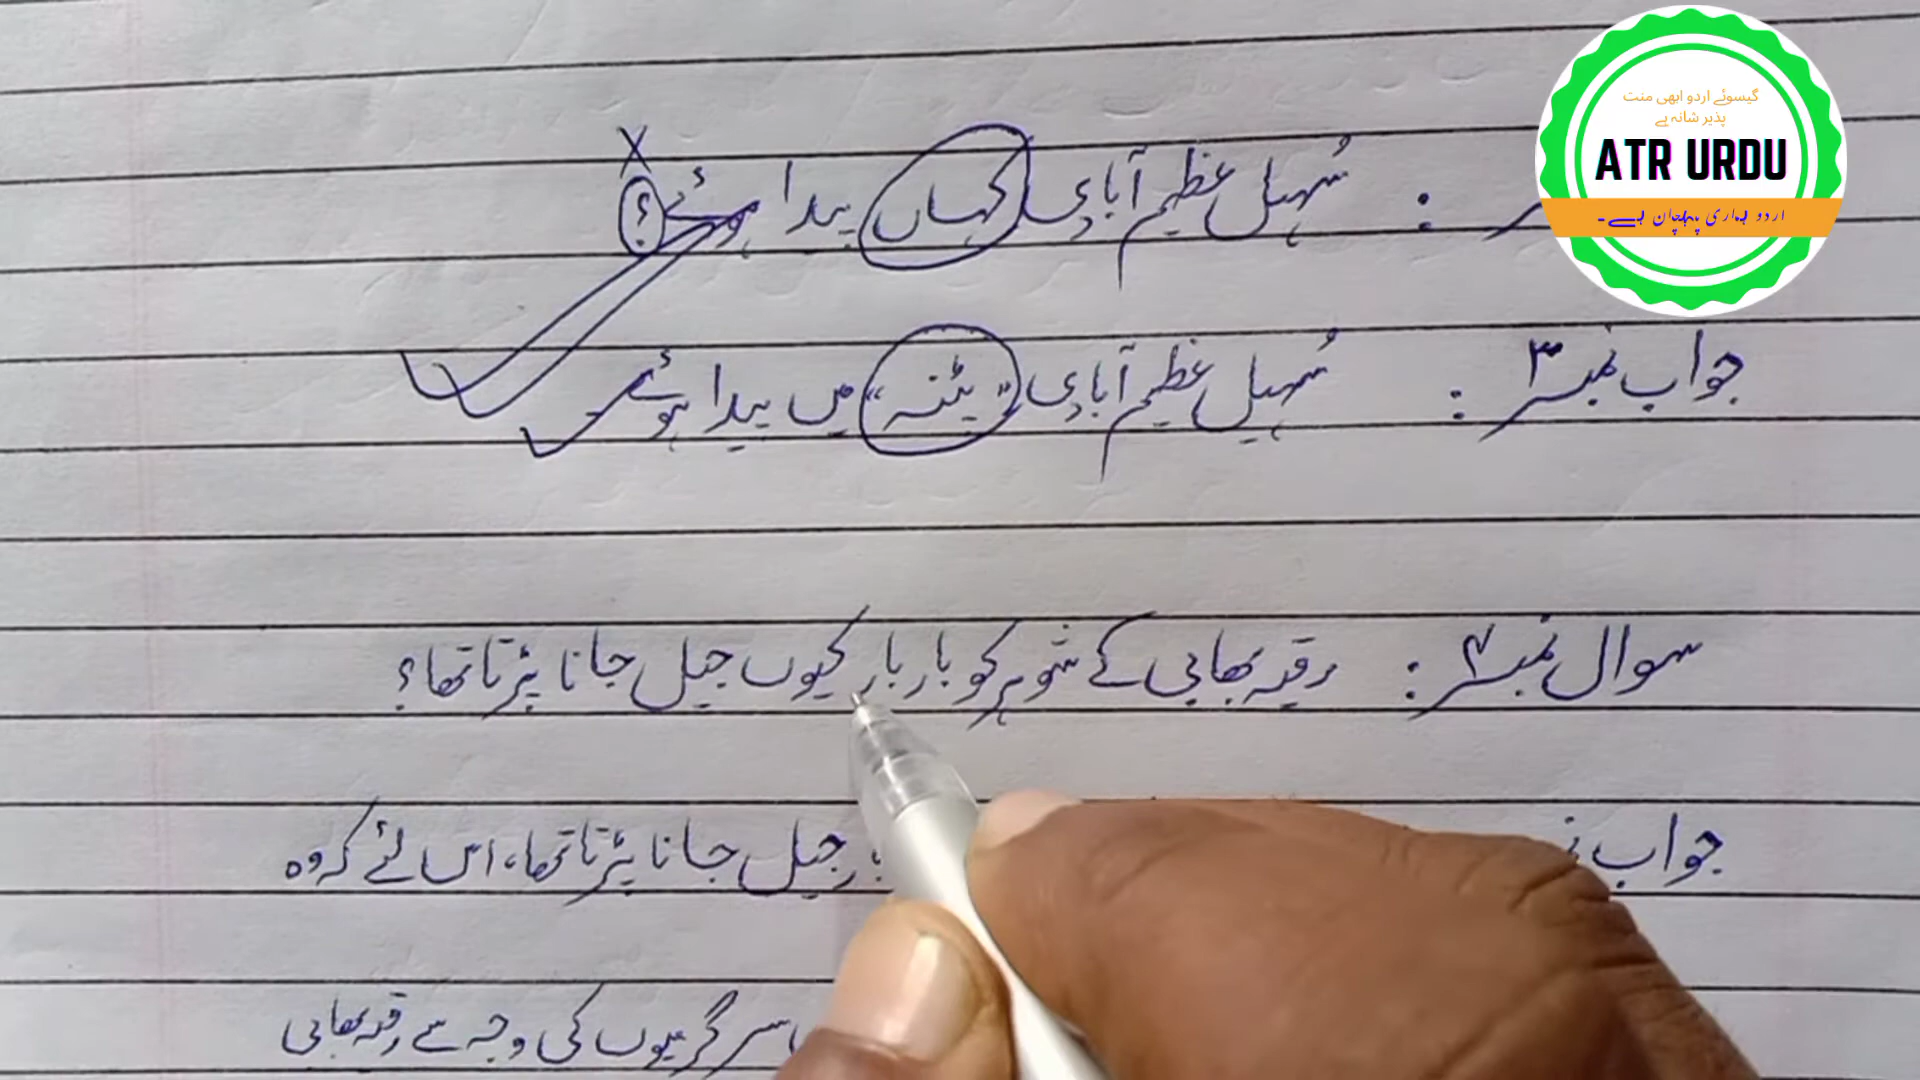 گیسوئے اردو ابھی منت
پذیر شانہ ہے
ATR URDU
اردو ہماری پہچان ہے۔
: سُہیل عظیم آبادی کہاں پیدا ہوئے؟
جواب نمبر ۳ : سُہیل عظیم آبادی "پٹنہ" میں پیدا ہوئے
سوال نمبر ۴ : رقیہ بھابی کے شوہر کو بار بار کیوں جیل جانا پڑتا تھا؟
جواب جیل جانا پڑتا تھا، اس لئے کہ وہ
سرگرمیوں کی وجہ سے رقیہ بھابی